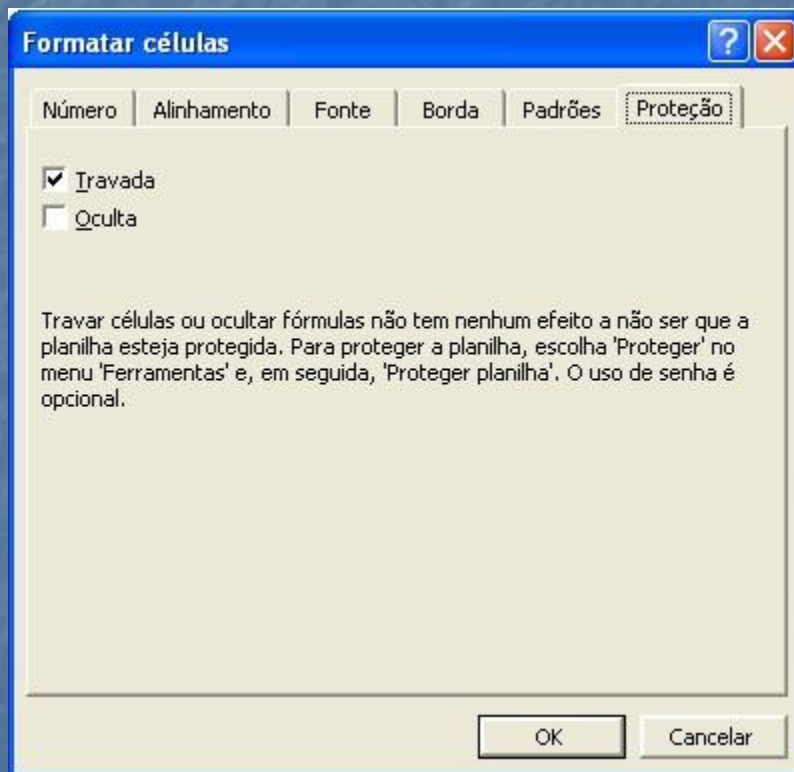 Formatar células
Número Alinhamento Fonte Borda Padrões Proteção
Travada
Oculta
Travar células ou ocultar fórmulas não tem nenhum efeito a não ser que a
planilha esteja protegida. Para proteger a planilha, escolha 'Proteger' no
menu 'Ferramentas' e, em seguida, 'Proteger planilha'. O uso de senha é
opcional.
OK Cancelar